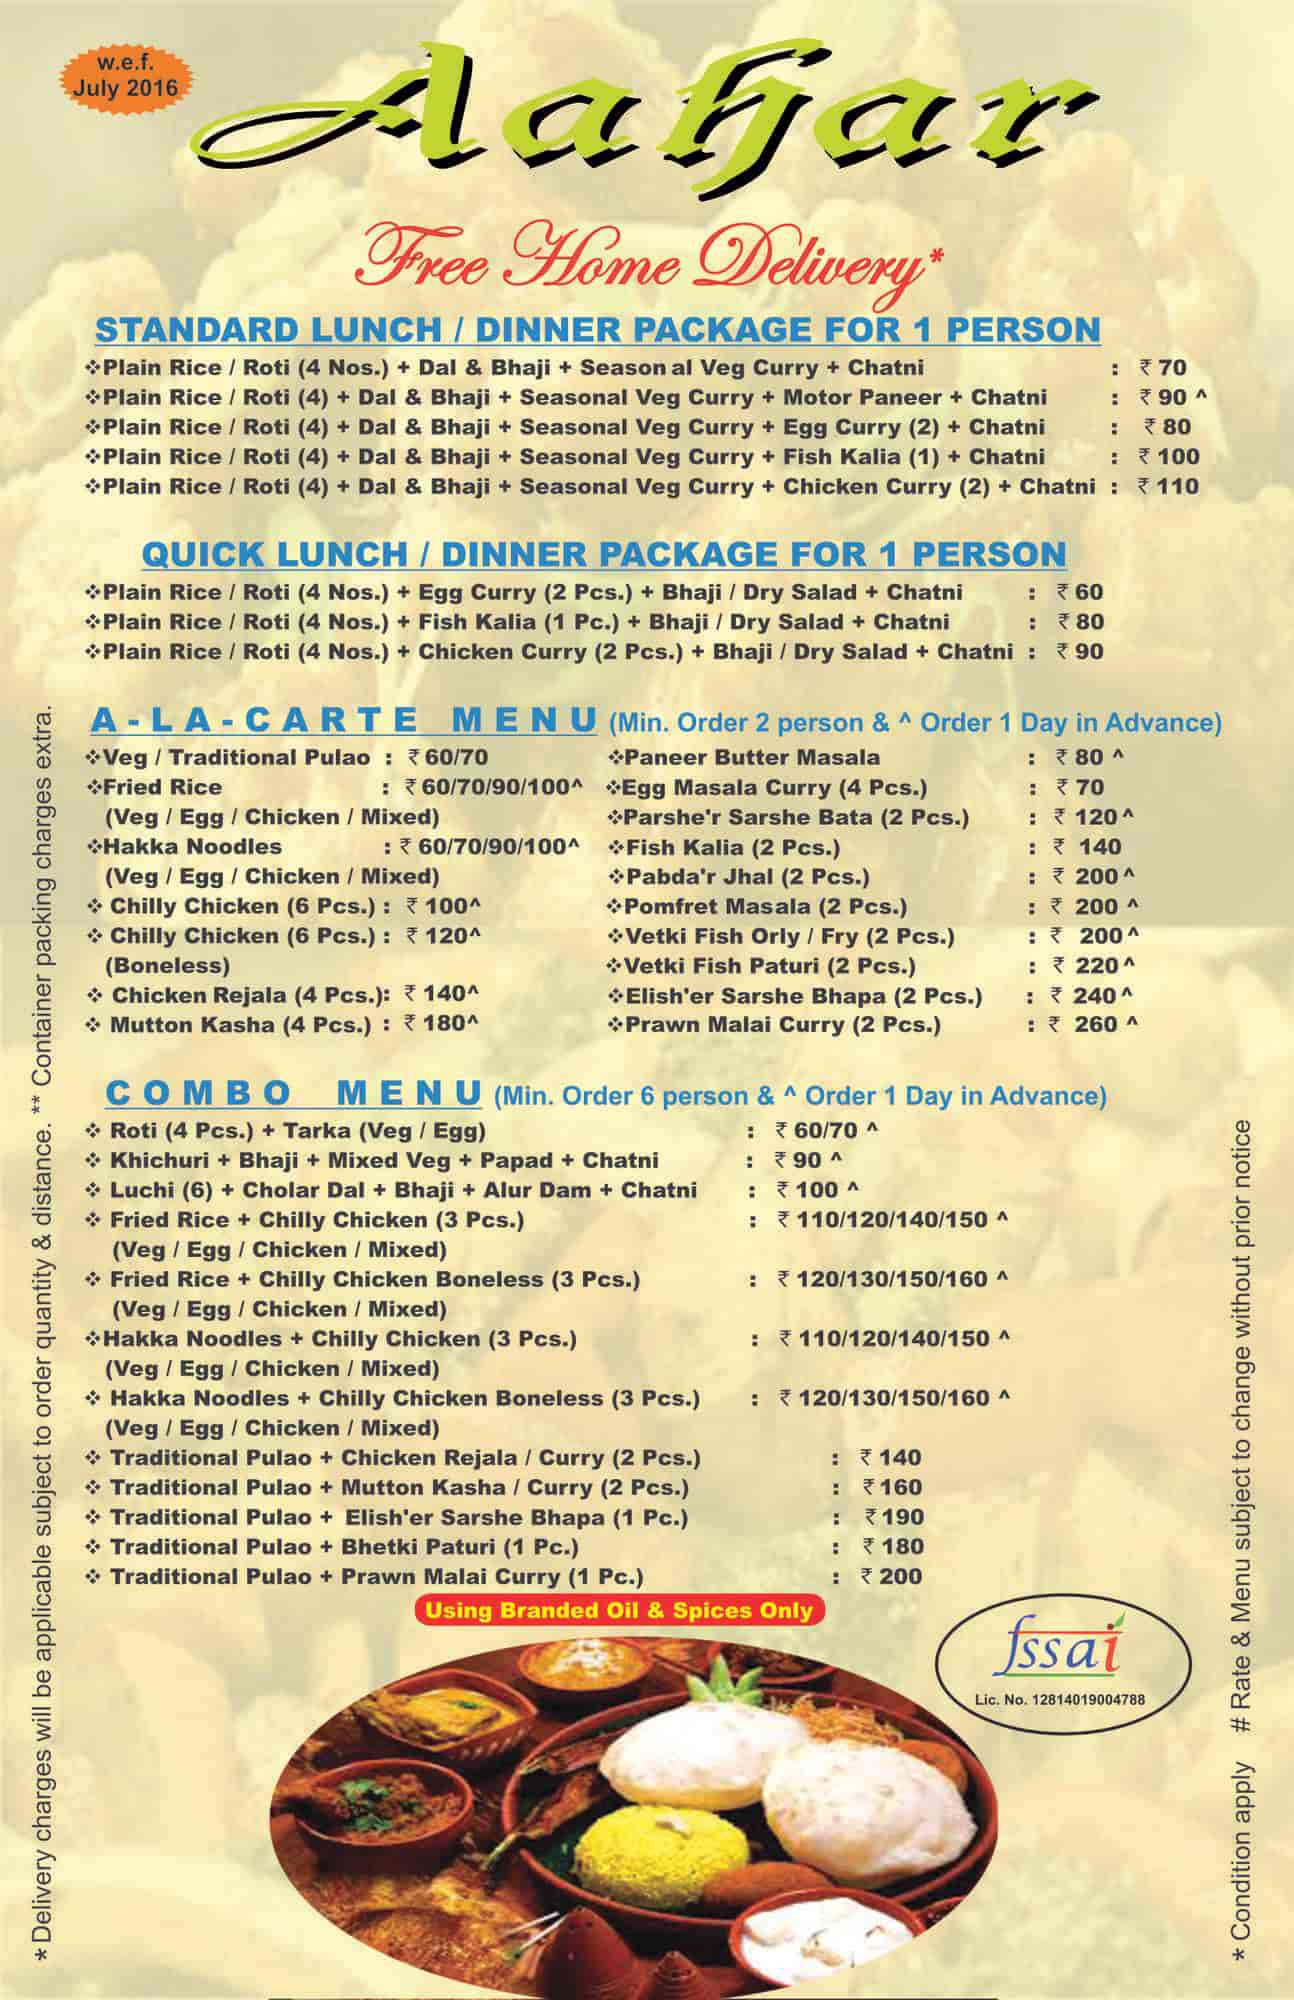 w.e.f.
July 2016
Aahar
Free Home Delivery*
STANDARD LUNCH / DINNER PACKAGE FOR 1 PERSON
❖Plain Rice / Roti (4 Nos.) + Dal & Bhaji + Seasonal Veg Curry + Chatni : ₹ 70
❖Plain Rice / Roti (4) + Dal & Bhaji + Seasonal Veg Curry + Motor Paneer + Chatni : ₹ 90 ^
❖Plain Rice / Roti (4) + Dal & Bhaji + Seasonal Veg Curry + Egg Curry (2) + Chatni : ₹ 80
❖Plain Rice / Roti (4) + Dal & Bhaji + Seasonal Veg Curry + Fish Kalia (1) + Chatni : ₹ 100
❖Plain Rice / Roti (4) + Dal & Bhaji + Seasonal Veg Curry + Chicken Curry (2) + Chatni : ₹ 110
QUICK LUNCH / DINNER PACKAGE FOR 1 PERSON
❖Plain Rice / Roti (4 Nos.) + Egg Curry (2 Pcs.) + Bhaji / Dry Salad + Chatni : ₹ 60
❖Plain Rice / Roti (4 Nos.) + Fish Kalia (1 Pc.) + Bhaji / Dry Salad + Chatni : ₹ 80
❖Plain Rice / Roti (4 Nos.) + Chicken Curry (2 Pcs.) + Bhaji / Dry Salad + Chatni : ₹ 90
A-LA-CARTE MENU (Min. Order 2 person & ^ Order 1 Day in Advance)
❖Veg / Traditional Pulao : ₹ 60/70
❖Fried Rice : ₹ 60/70/90/100^
(Veg / Egg / Chicken / Mixed)
❖Hakka Noodles : ₹ 60/70/90/100^
(Veg / Egg / Chicken / Mixed)
❖ Chilly Chicken (6 Pcs.) : ₹ 100^
❖ Chilly Chicken (6 Pcs.) : ₹ 120^
(Boneless)
❖ Chicken Rejala (4 Pcs.): ₹ 140^
❖ Mutton Kasha (4 Pcs.) : ₹ 180^
❖Paneer Butter Masala : ₹ 80 ^
❖Egg Masala Curry (4 Pcs.) : ₹ 70
❖Parshe'r Sarshe Bata (2 Pcs.) : ₹ 120^
❖Fish Kalia (2 Pcs.) : ₹ 140
❖Pabda'r Jhal (2 Pcs.) : ₹ 200^
❖Pomfret Masala (2 Pcs.) : ₹ 200 ^
❖Vetki Fish Orly / Fry (2 Pcs.) : ₹ 200^
❖Vetki Fish Paturi (2 Pcs.) : ₹ 220^
❖Elish'er Sarshe Bhapa (2 Pcs.) : ₹ 240^
❖Prawn Malai Curry (2 Pcs.) : ₹ 260 ^
COMBO MENU (Min. Order 6 person & ^ Order 1 Day in Advance)
❖ Roti (4 Pcs.) + Tarka (Veg / Egg) : ₹ 60/70 ^
❖ Khichuri + Bhaji + Mixed Veg + Papad + Chatni : ₹ 90 ^
❖ Luchi (6) + Cholar Dal + Bhaji + Alur Dam + Chatni : ₹ 100 ^
❖ Fried Rice + Chilly Chicken (3 Pcs.) : ₹ 110/120/140/150 ^
(Veg / Egg / Chicken / Mixed)
❖ Fried Rice + Chilly Chicken Boneless (3 Pcs.) : ₹ 120/130/150/160 ^
(Veg / Egg / Chicken / Mixed)
❖Hakka Noodles + Chilly Chicken (3 Pcs.) : ₹ 110/120/140/150 ^
(Veg / Egg / Chicken / Mixed)
❖ Hakka Noodles + Chilly Chicken Boneless (3 Pcs.) : ₹ 120/130/150/160 ^
(Veg / Egg / Chicken / Mixed)
❖ Traditional Pulao + Chicken Rejala / Curry (2 Pcs.) : ₹ 140
❖ Traditional Pulao + Mutton Kasha / Curry (2 Pcs.) : ₹ 160
❖ Traditional Pulao + Elish'er Sarshe Bhapa (1 Pc.) : ₹ 190
❖ Traditional Pulao + Bhetki Paturi (1 Pc.) : ₹ 180
❖ Traditional Pulao + Prawn Malai Curry (1 Pc.) : ₹ 200
Using Branded Oil & Spices Only
fssai
Lic. No. 12814019004788
* Delivery charges will be applicable subject to order quantity & distance. ** Container packing charges extra.
* Condition apply # Rate & Menu subject to change without prior notice